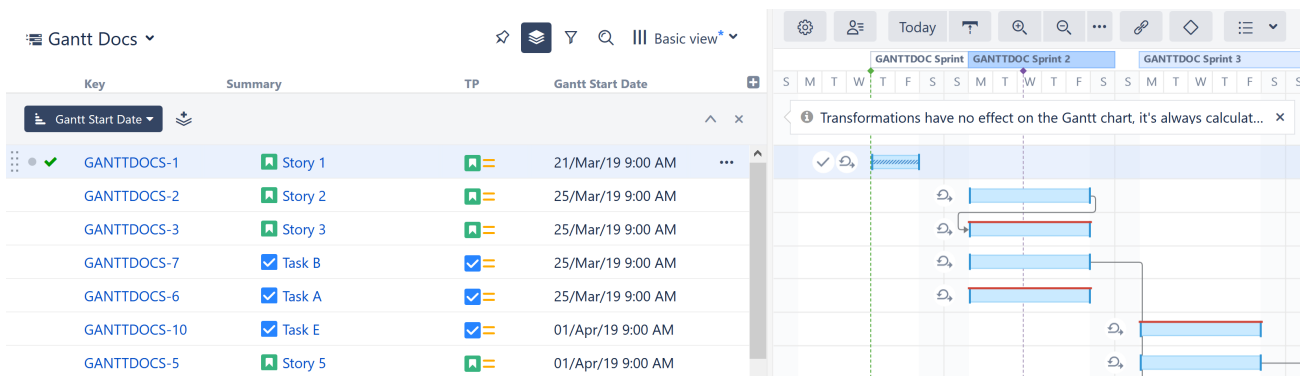 Gantt Docs
Basic view*
Today
GANTTDOC Sprint GANTTDOC Sprint 2 GANTTDOC Sprint 3
Key Summary TP Gantt Start Date
S M T W T F S S M T W T F S S M T W T F S S
Gantt Start Date
Transformations have no effect on the Gantt chart, it's always calculat...
GANTTDOCS-1 Story 1 21/Mar/19 9:00 AM
GANTTDOCS-2 Story 2 25/Mar/19 9:00 AM
GANTTDOCS-3 Story 3 25/Mar/19 9:00 AM
GANTTDOCS-7 Task B 25/Mar/19 9:00 AM
GANTTDOCS-6 Task A 25/Mar/19 9:00 AM
GANTTDOCS-10 Task E 01/Apr/19 9:00 AM
GANTTDOCS-5 Story 5 01/Apr/19 9:00 AM